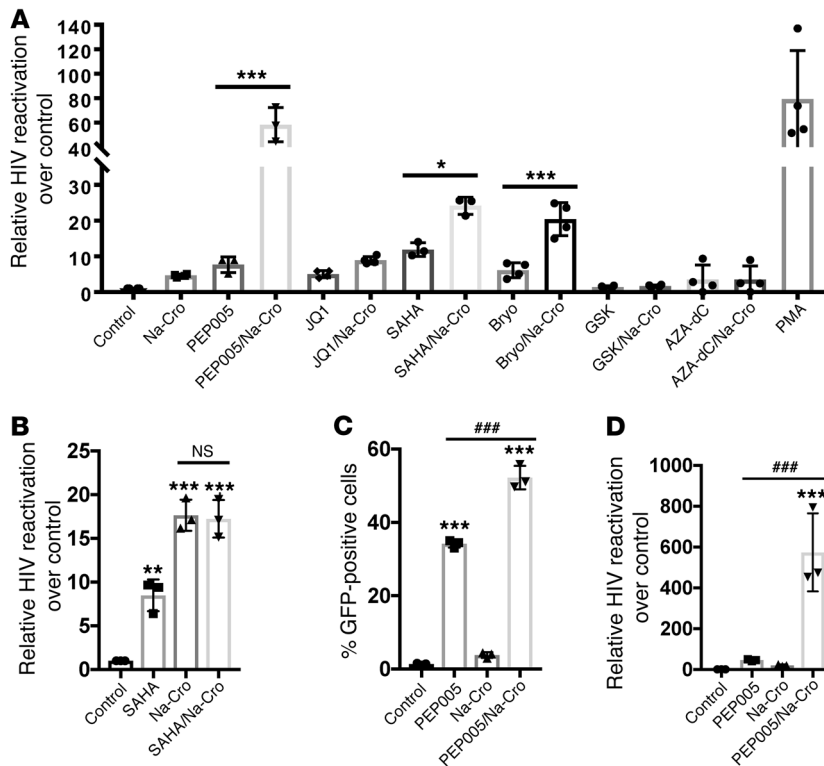 A
Relative HIV reactivation
over control
140
120
100
80
60
40
30
20
10
0
***
*
***
Control
Na-Cro
PEP005
PEP005/Na-Cro
JQ1
JQ1/Na-Cro
SAHA
SAHA/Na-Cro
Bryo
Bryo/Na-Cro
GSK
GSK/Na-Cro
AZA-dC
AZA-dC/Na-Cro
PMA
B
Relative HIV reactivation
over control
25
20
15
10
5
0
NS
**
***
***
Control
SAHA
Na-Cro
SAHA/Na-Cro
C
% GFP-positive cells
60
40
20
0
###
***
***
Control
PEP005
Na-Cro
PEP005/Na-Cro
D
Relative HIV reactivation
over control
1000
800
600
400
200
0
###
***
Control
PEP005
Na-Cro
PEP005/Na-Cro